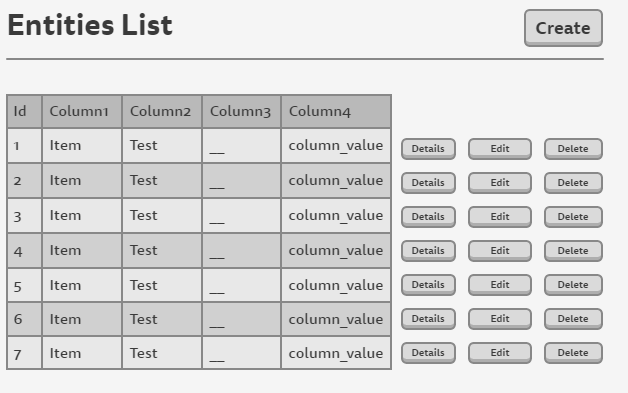 Entities List Create
Id Column1 Column2 Column3 Column4
1 Item Test __ column_value Details Edit Delete
2 Item Test __ column_value Details Edit Delete
3 Item Test __ column_value Details Edit Delete
4 Item Test __ column_value Details Edit Delete
5 Item Test __ column_value Details Edit Delete
6 Item Test __ column_value Details Edit Delete
7 Item Test __ column_value Details Edit Delete